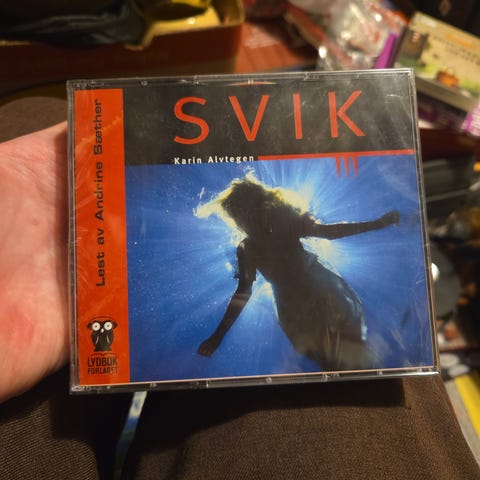 SVIK
Karin Alvtegen
Lest av Andrine Sæther
LYDBOK
FORLAGET